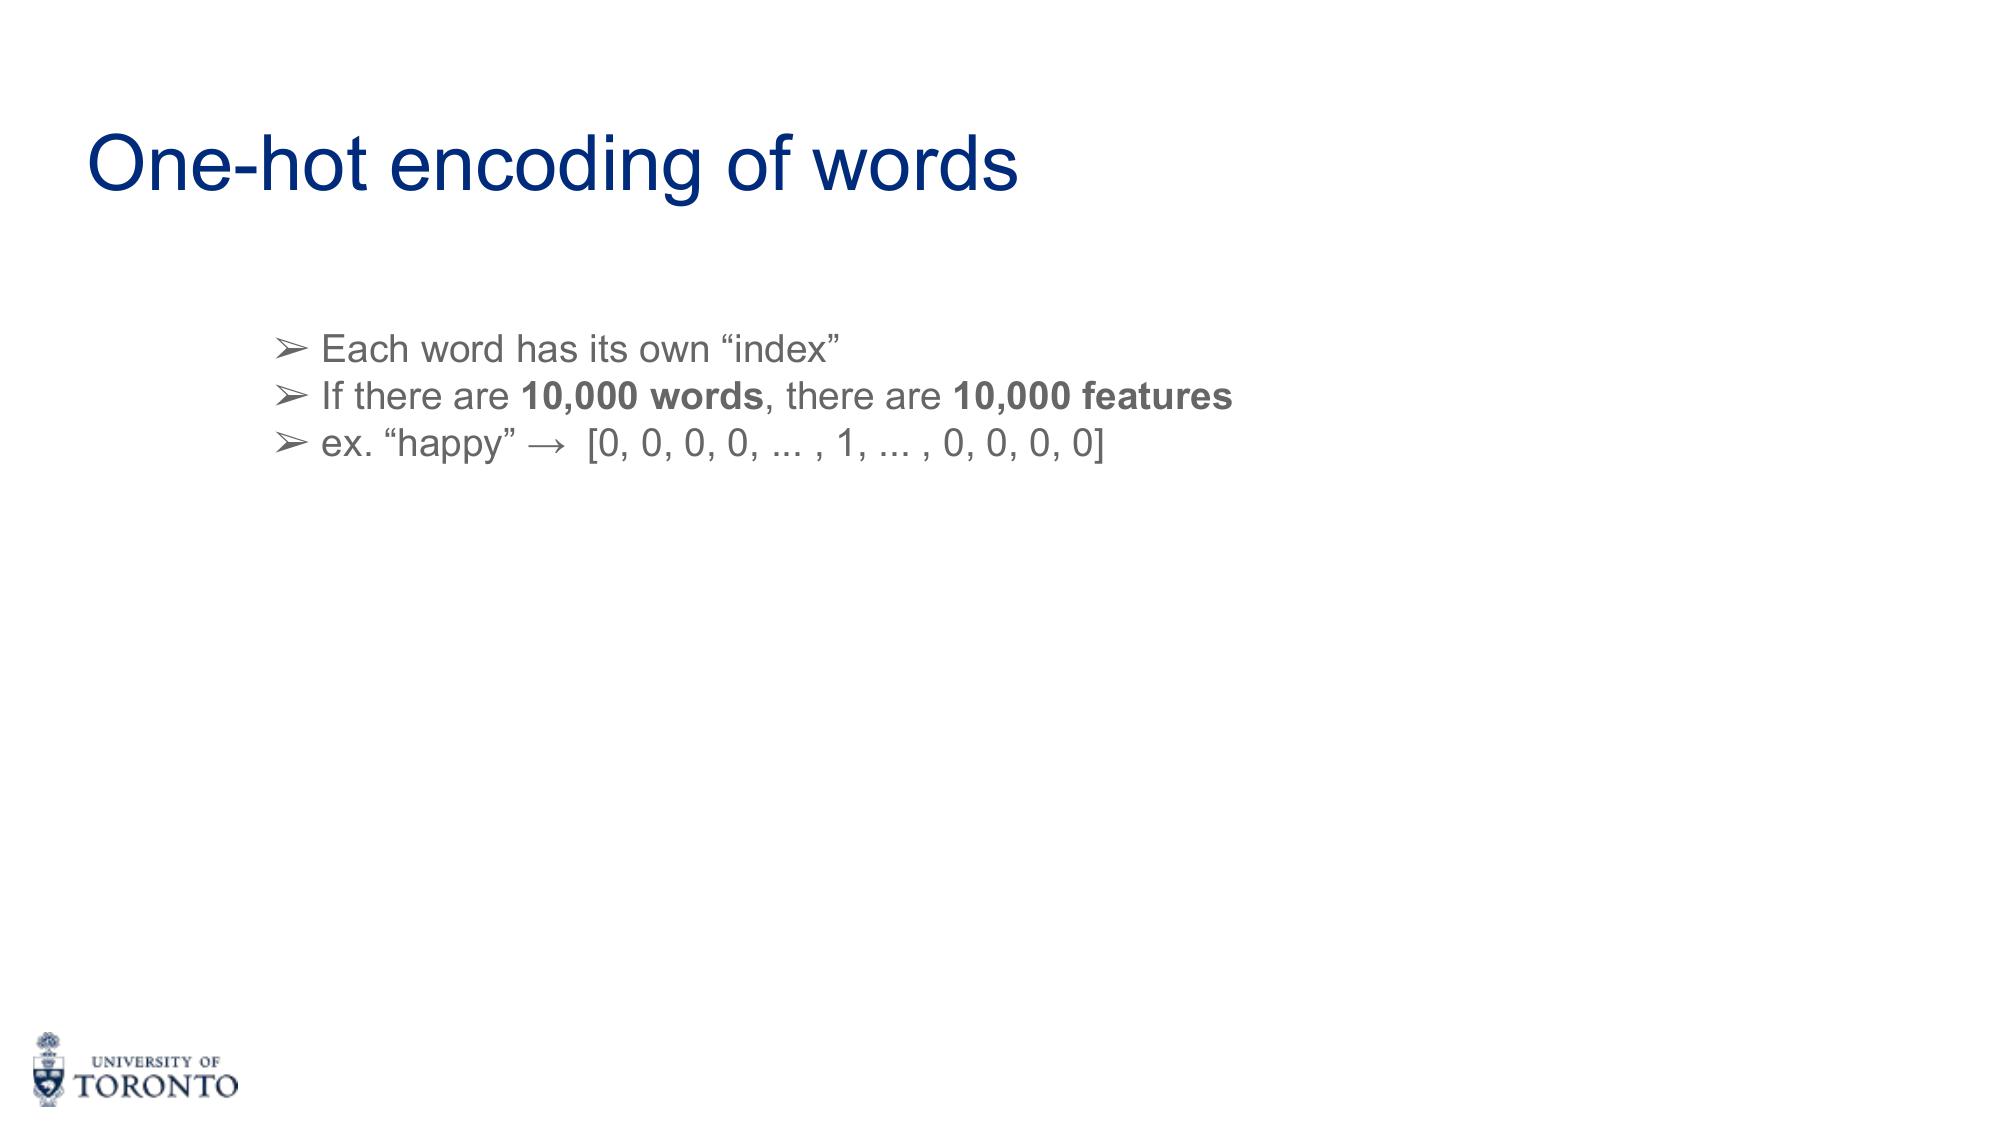 One-hot encoding of words
➢ Each word has its own “index”
➢ If there are 10,000 words, there are 10,000 features
➢ ex. “happy” → [0, 0, 0, 0, ... , 1, ... , 0, 0, 0, 0]
UNIVERSITY OF
TORONTO